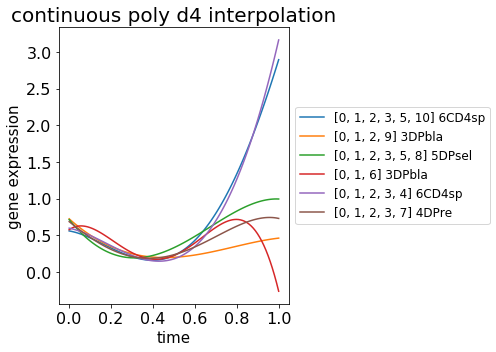 continuous poly d4 interpolation
gene expression
3.0
2.5
2.0
1.5
1.0
0.5
0.0
0.0 0.2 0.4 0.6 0.8 1.0
time
[0, 1, 2, 3, 5, 10] 6CD4sp
[0, 1, 2, 9] 3DPbla
[0, 1, 2, 3, 5, 8] 5DPsel
[0, 1, 6] 3DPbla
[0, 1, 2, 3, 4] 6CD4sp
[0, 1, 2, 3, 7] 4DPre